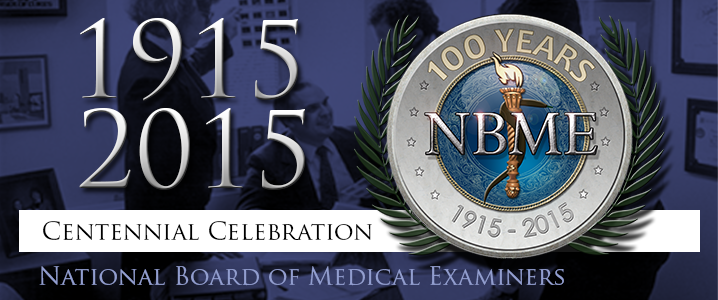 1915
2015
100 YEARS
NBME
1915 - 2015
CENTENNIAL CELEBRATION
NATIONAL BOARD OF MEDICAL EXAMINERS